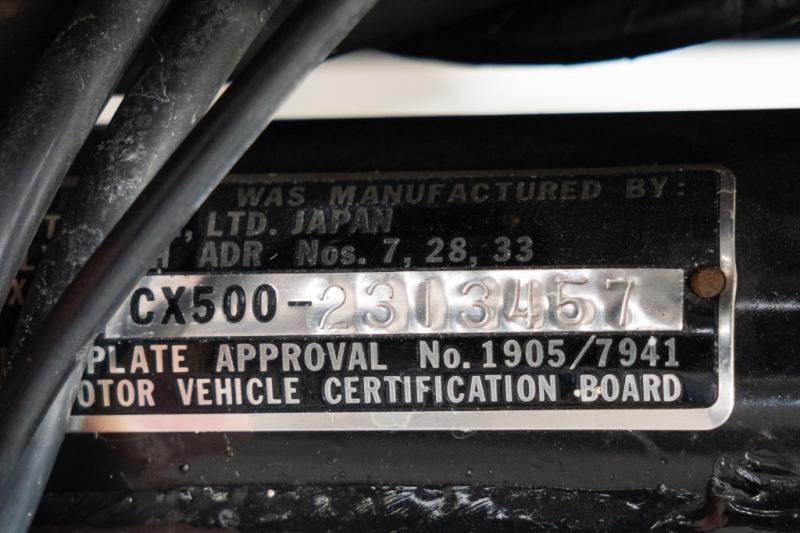 WAS MANUFACTURED BY:
, LTD. JAPAN
ADR Nos. 7, 28, 33
CX500-2313457
PLATE APPROVAL No. 1905/7941
OTOR VEHICLE CERTIFICATION BOARD